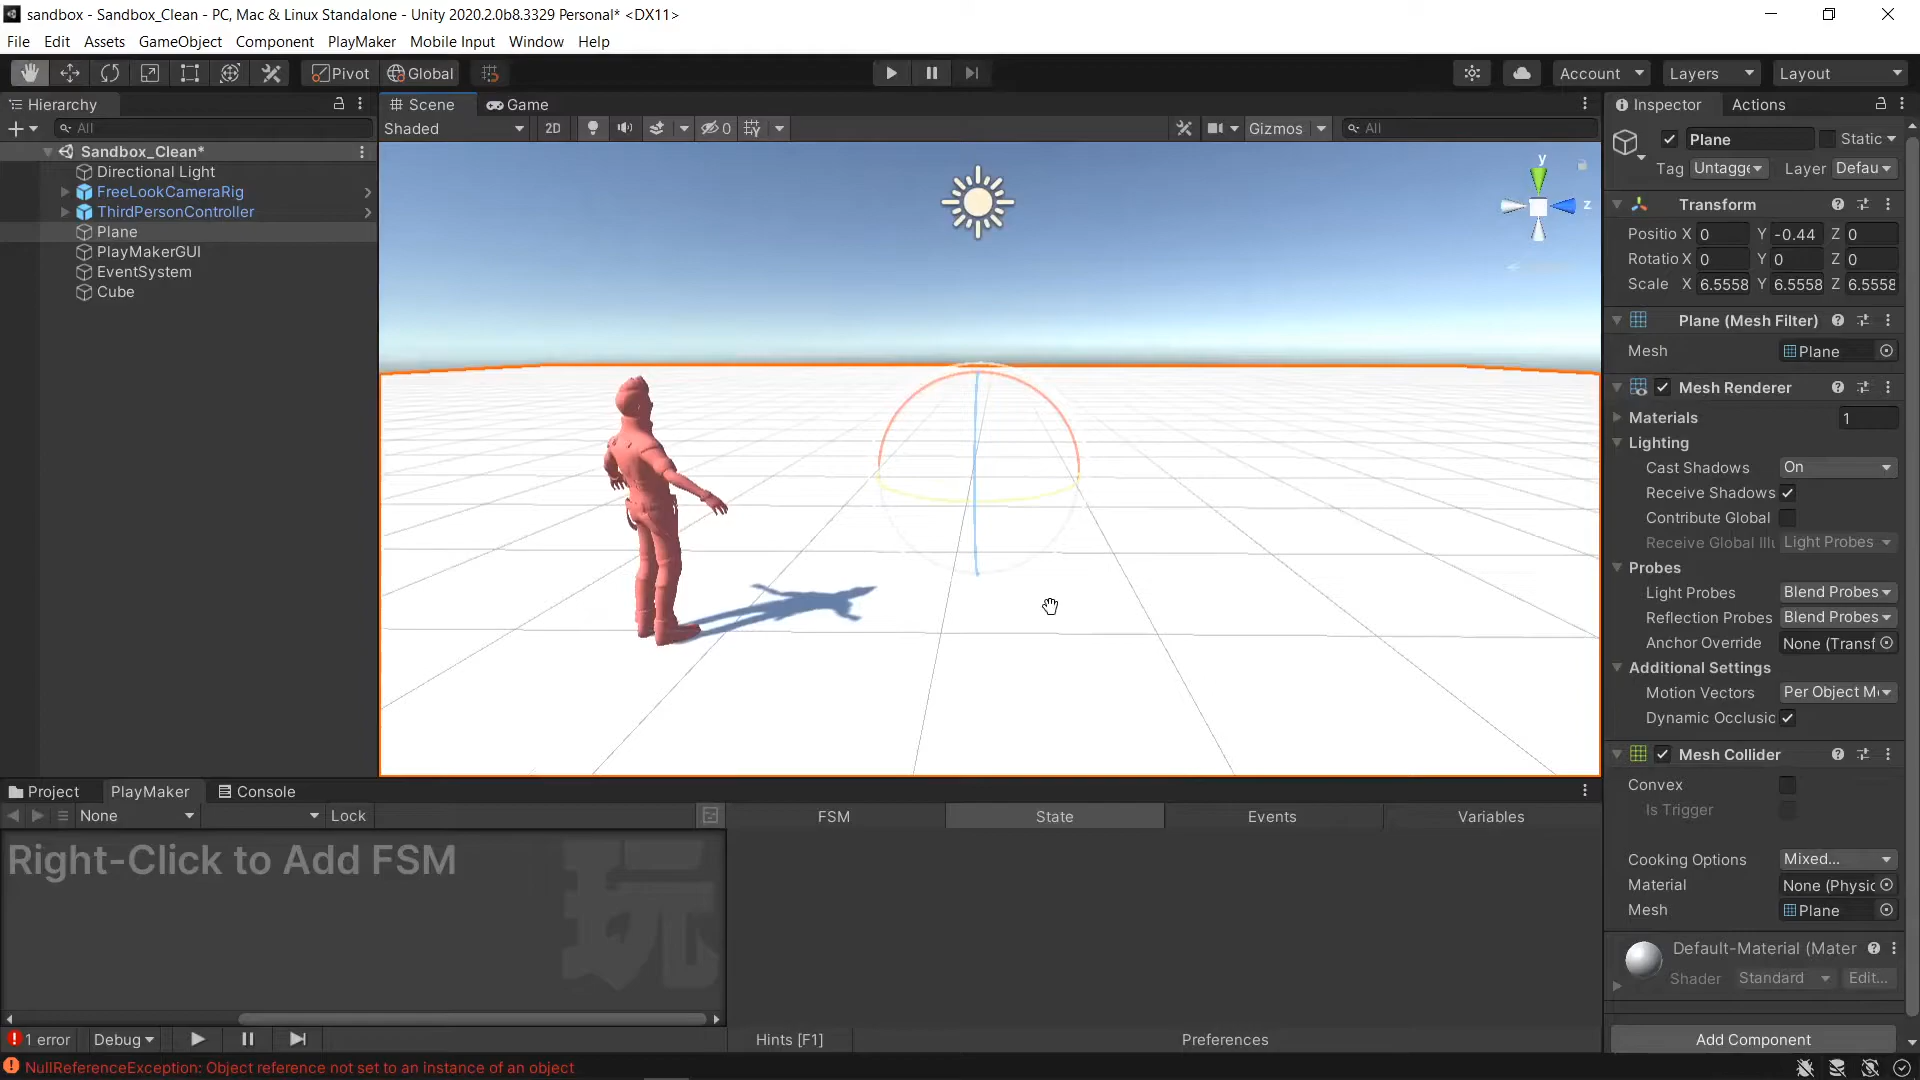 sandbox - Sandbox_Clean - PC, Mac & Linux Standalone - Unity 2020.2.0b8.3329 Personal* <DX11>
File Edit Assets GameObject Component PlayMaker Mobile Input Window Help
Pivot Global Account Layers Layout
Hierarchy
All
Sandbox_Clean*
Directional Light
FreeLookCameraRig
ThirdPersonController
Plane
PlayMakerGUI
EventSystem
Cube
Scene Game
Shaded 2D 0 Gizmos All
y
z
Inspector Actions
Plane Static
Tag Untagge Layer Defau
Transform
Positio X 0 Y -0.44 Z 0
Rotatio X 0 Y 0 Z 0
Scale X 6.5558 Y 6.5558 Z 6.5558
Plane (Mesh Filter)
Mesh Plane
Mesh Renderer
Materials 1
Lighting
Cast Shadows On
Receive Shadows
Contribute Global
Receive Global Illu Light Probes
Probes
Light Probes Blend Probes
Reflection Probes Blend Probes
Anchor Override None (Transf
Additional Settings
Motion Vectors Per Object M
Dynamic Occlusic
Mesh Collider
Convex
Is Trigger
Cooking Options Mixed...
Material None (Physic
Mesh Plane
Default-Material (Mater
Shader Standard Edit...
Add Component
Project PlayMaker Console
None Lock FSM State Events Variables
Right-Click to Add FSM
玩
1 error Debug Hints [F1] Preferences
NullReferenceException: Object reference not set to an instance of an object